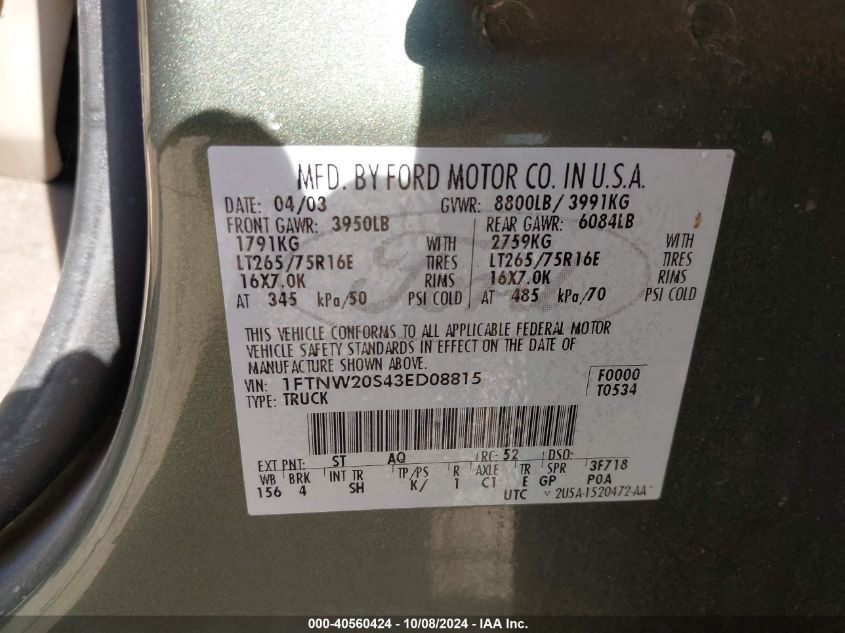 MFD. BY FORD MOTOR CO. IN U.S.A.
DATE: 04/03 GVWR: 8800LB/ 3991KG
FRONT GAWR: 3950LB REAR GAWR: 6084LB
1791KG WITH 2759KG WITH
LT265/75R16E TIRES LT265/75R16E TIRES
16X7.0K RIMS 16X7.0K RIMS
AT 345 kPa/50 PSI COLD AT 485 kPa/70 PSI COLD
Ford
THIS VEHICLE CONFORMS TO ALL APPLICABLE FEDERAL MOTOR
VEHICLE SAFETY STANDARDS IN EFFECT ON THE DATE OF
MANUFACTURE SHOWN ABOVE.
VIN: 1FTNW20S43ED08815 F0000
TYPE: TRUCK T0534
EXT PNT: ST AQ RC: 52 DSO:
WB BRK INT TR TP/PS R AXLE TR SPR 3F718
156 4 SH K/ 1 C1 E GP P0A
UTC 2U5A-1520472-AA
000-40560424 - 10/08/2024 - IAA Inc.